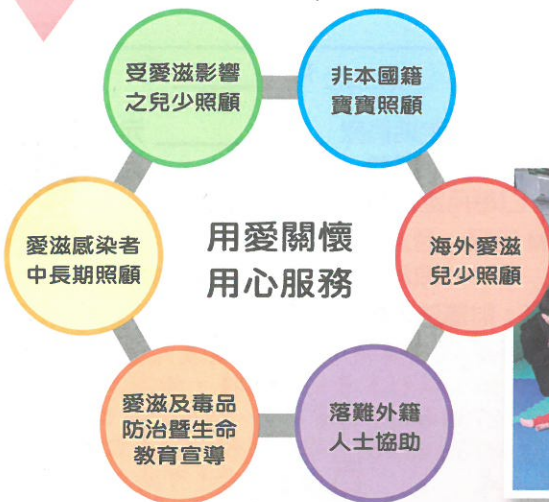 受愛滋影響
之兒少照顧
非本國籍
寶寶照顧
愛滋感染者
中長期照顧
用愛關懷
用心服務
海外愛滋
兒少照顧
愛滋及毒品
防治暨生命
教育宣導
落難外籍
人士協助